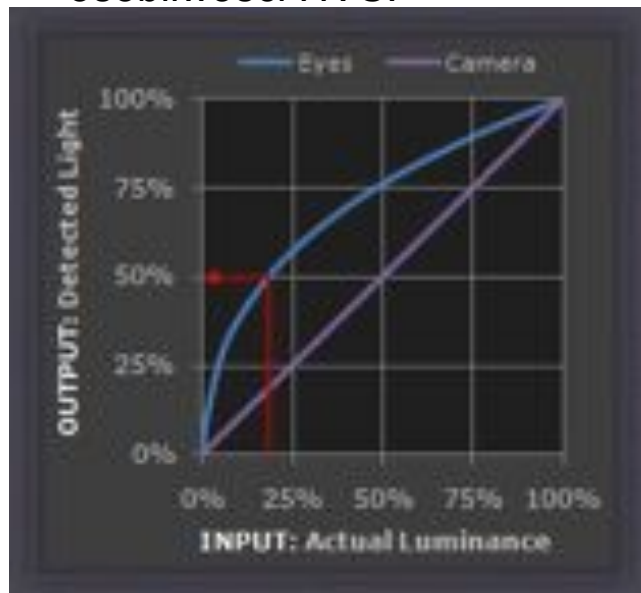 Eyes Camera
100%
75%
50%
25%
0%
OUTPUT: Detected Light
0% 25% 50% 75% 100%
INPUT: Actual Luminance